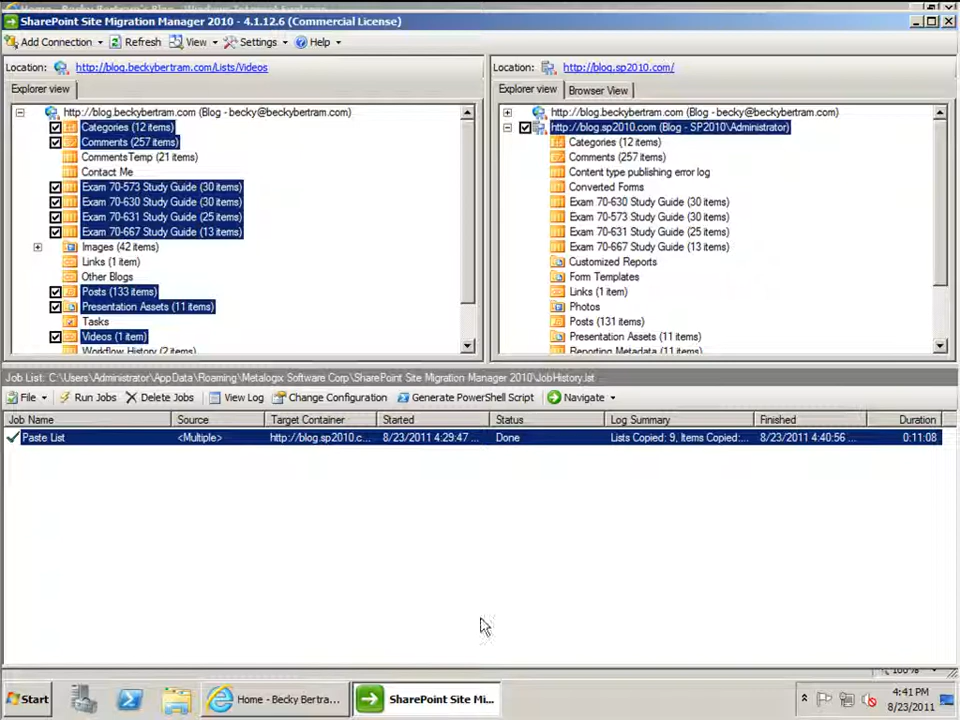 SharePoint Site Migration Manager 2010 - 4.1.12.6 (Commercial License)
Add Connection Refresh View Settings Help
Location: http://blog.beckybertram.com/Lists/Videos
Explorer view
http://blog.beckybertram.com (Blog - becky@beckybertram.com)
Categories (12 items)
Comments (257 items)
CommentsTemp (21 items)
Contact Me
Exam 70-573 Study Guide (30 items)
Exam 70-630 Study Guide (30 items)
Exam 70-631 Study Guide (25 items)
Exam 70-667 Study Guide (13 items)
Images (42 items)
Links (1 item)
Other Blogs
Posts (133 items)
Presentation Assets (11 items)
Tasks
Videos (1 item)
Workflow History (2 items)
Location: http://blog.sp2010.com/
Explorer view Browser View
http://blog.beckybertram.com (Blog - becky@beckybertram.com)
http://blog.sp2010.com (Blog - SP2010\Administrator)
Categories (12 items)
Comments (257 items)
Content type publishing error log
Converted Forms
Exam 70-630 Study Guide (30 items)
Exam 70-573 Study Guide (30 items)
Exam 70-631 Study Guide (25 items)
Exam 70-667 Study Guide (13 items)
Customized Reports
Form Templates
Links (1 item)
Photos
Posts (131 items)
Presentation Assets (11 items)
Reporting Metadata (11 items)
Job List: C:\Users\Administrator\AppData\Roaming\Metalogix Software Corp\SharePoint Site Migration Manager 2010\JobHistory.lst
File Run Jobs Delete Jobs View Log Change Configuration Generate PowerShell Script Navigate
Job Name Source Target Container Started Status Log Summary Finished Duration
Paste List <Multiple> http://blog.sp2010.c... 8/23/2011 4:29:47 ... Done Lists Copied: 9, Items Copied:... 8/23/2011 4:40:56 ... 0:11:08
100%
Start Home - Becky Bertra... SharePoint Site Mi... 4:41 PM
8/23/2011